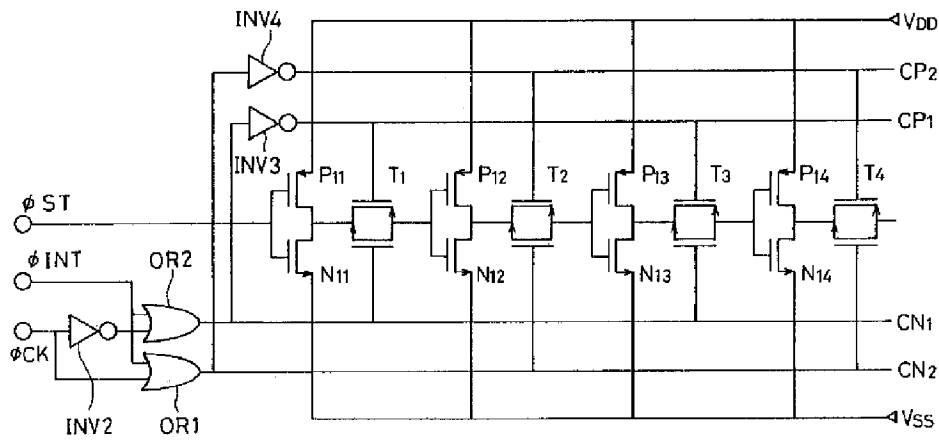 INV4
VDD
CP2
CP1
INV3
P11 T1 P12 T2 P13 T3 P14 T4
φST
φINT
OR2
N11 N12 N13 N14
φCK
CN1
CN2
INV2 OR1
VSS